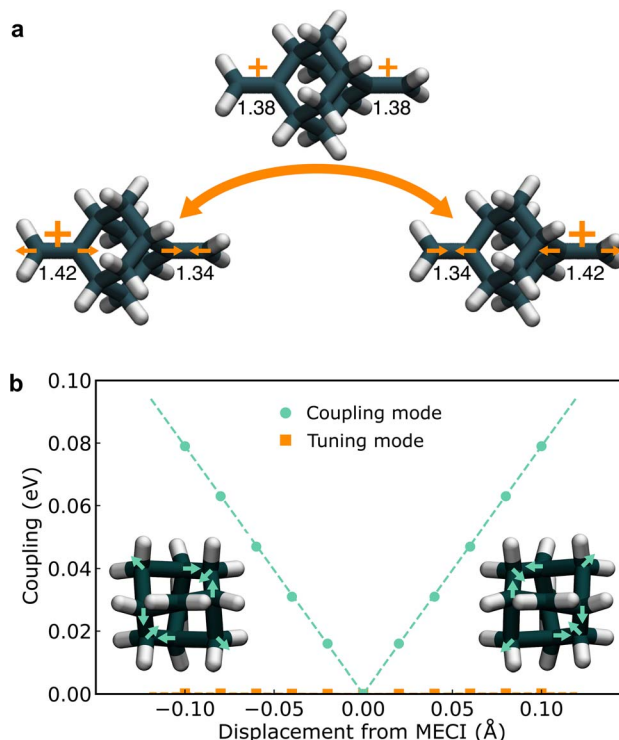 a
+ +
1.38 1.38
+ +
1.42 1.34 1.34 1.42
b
0.10
0.08
0.06
0.04
0.02
0.00
Coupling (eV)
Coupling mode
Tuning mode
−0.10 −0.05 0.00 0.05 0.10
Displacement from MECI (Å)